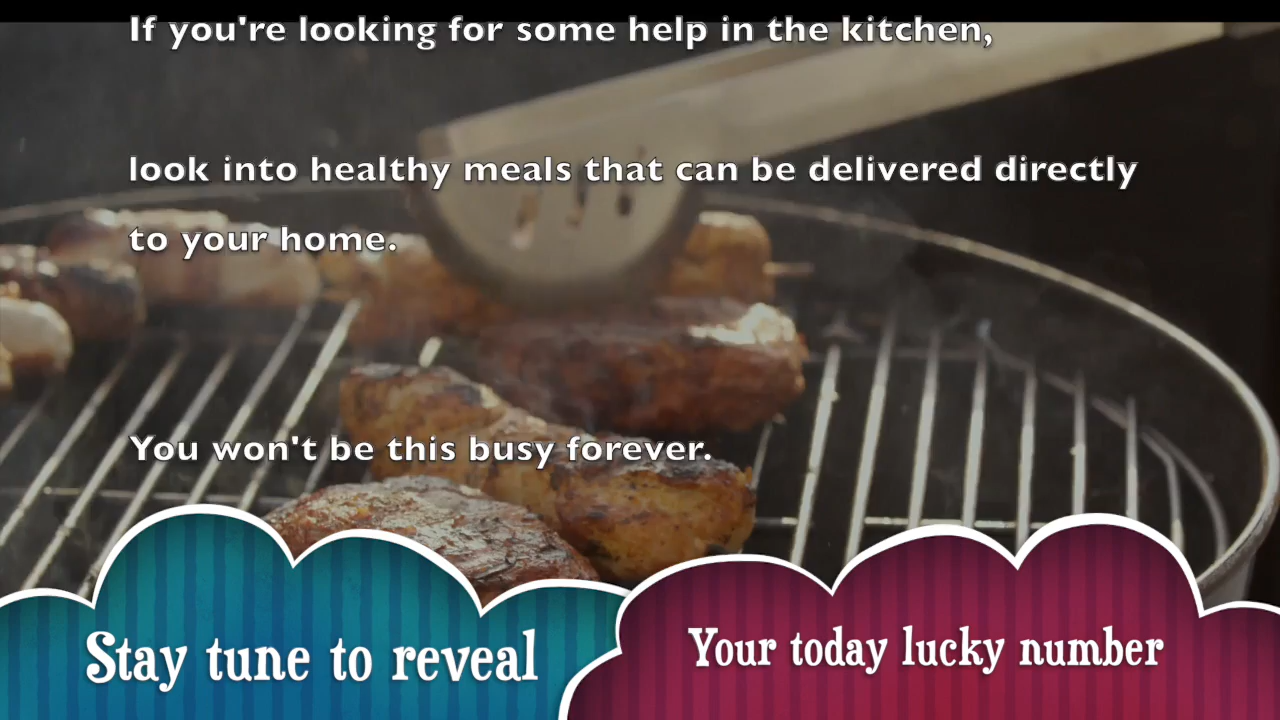 If you're looking for some help in the kitchen,
look into healthy meals that can be delivered directly
to your home.
You won't be this busy forever.
Stay tune to reveal
Your today lucky number